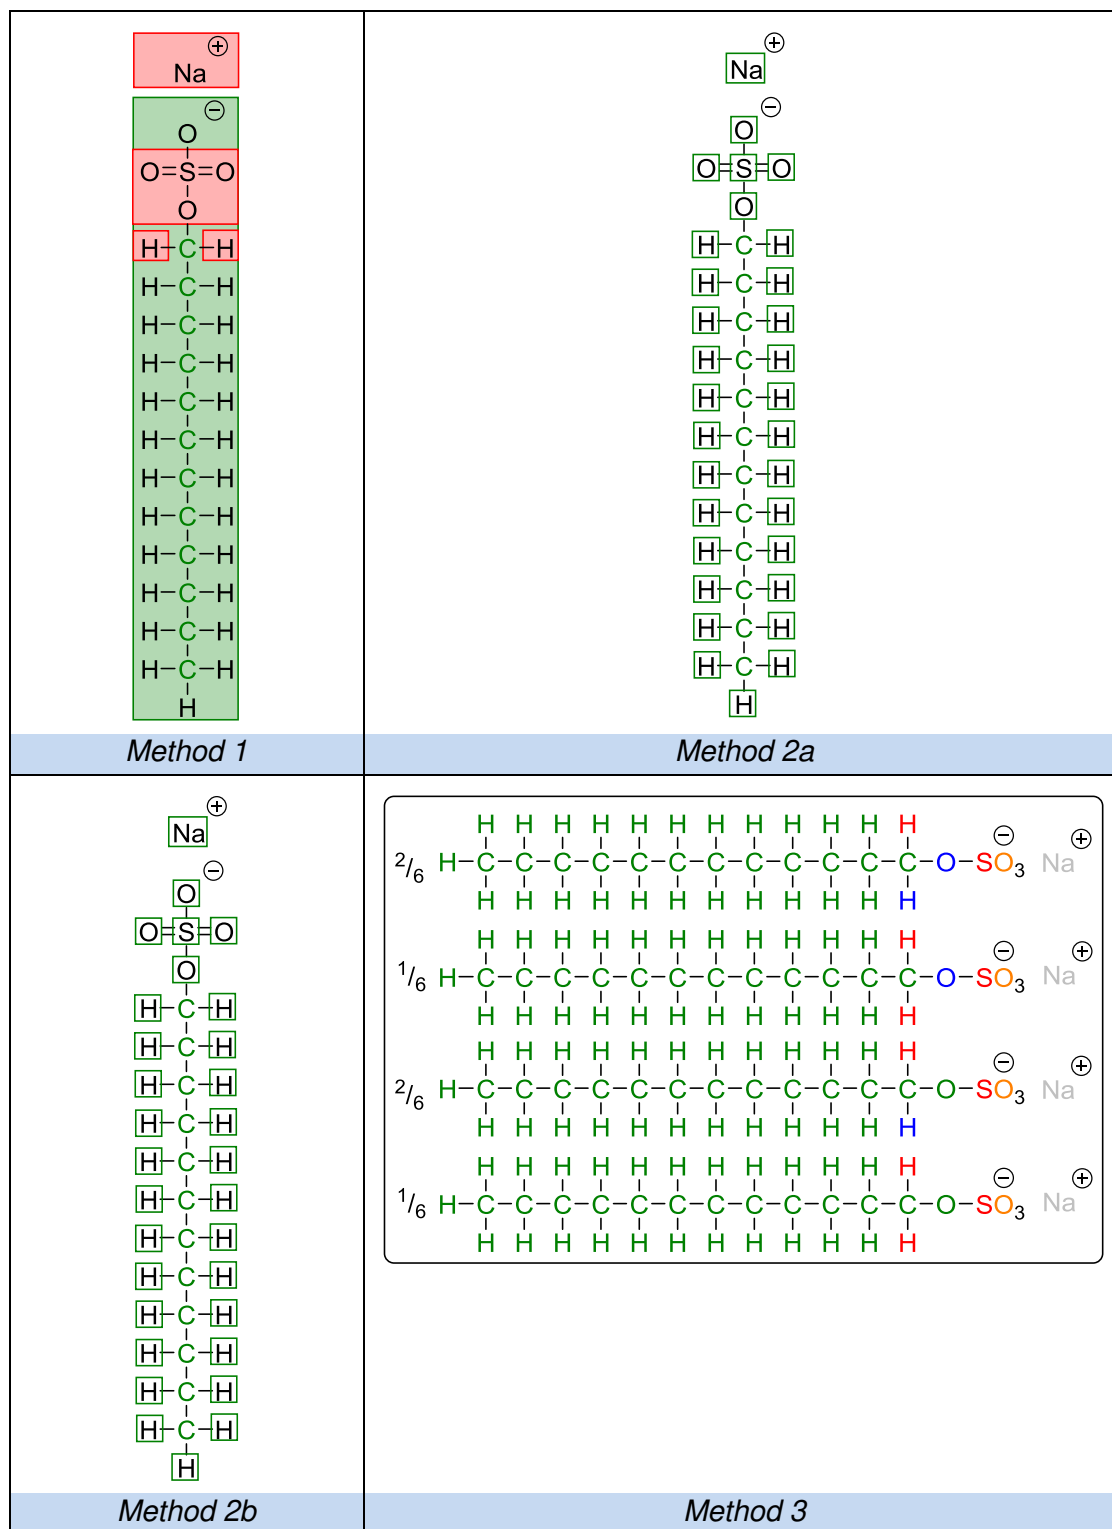 ⊕
Na
⊖
O
O=S=O
O
H–C–H
H–C–H
H–C–H
H–C–H
H–C–H
H–C–H
H–C–H
H–C–H
H–C–H
H–C–H
H–C–H
H–C–H
H
Method 1
⊕
Na
⊖
O
O=S=O
O
H–C–H
H–C–H
H–C–H
H–C–H
H–C–H
H–C–H
H–C–H
H–C–H
H–C–H
H–C–H
H–C–H
H–C–H
H
Method 2a
⊕
Na
⊖
O
O=S=O
O
H–C–H
H–C–H
H–C–H
H–C–H
H–C–H
H–C–H
H–C–H
H–C–H
H–C–H
H–C–H
H–C–H
H–C–H
H
Method 2b
H H H H H H H H H H H H ⊖ ⊕
2/6 H–C–C–C–C–C–C–C–C–C–C–C–C–O–SO3 Na
H H H H H H H H H H H H
H H H H H H H H H H H H ⊖ ⊕
1/6 H–C–C–C–C–C–C–C–C–C–C–C–C–O–SO3 Na
H H H H H H H H H H H H
H H H H H H H H H H H H ⊖ ⊕
2/6 H–C–C–C–C–C–C–C–C–C–C–C–C–O–SO3 Na
H H H H H H H H H H H H
H H H H H H H H H H H H ⊖ ⊕
1/6 H–C–C–C–C–C–C–C–C–C–C–C–C–O–SO3 Na
H H H H H H H H H H H H
Method 3